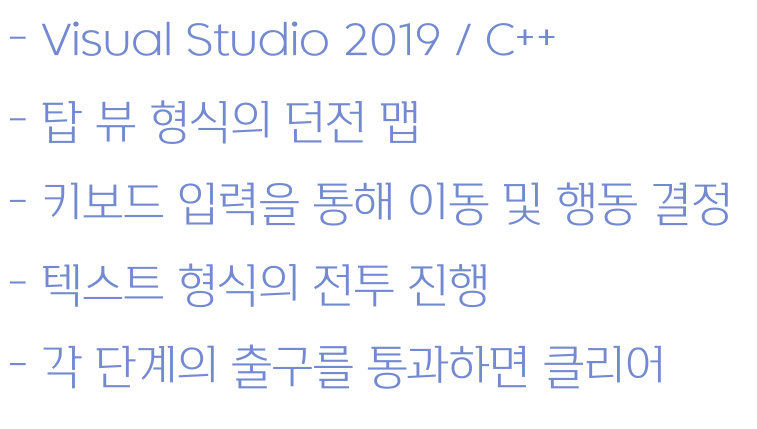 - Visual Studio 2019 / C++
- 탑 뷰 형식의 던전 맵
- 키보드 입력을 통해 이동 및 행동 결정
- 텍스트 형식의 전투 진행
- 각 단계의 출구를 통과하면 클리어